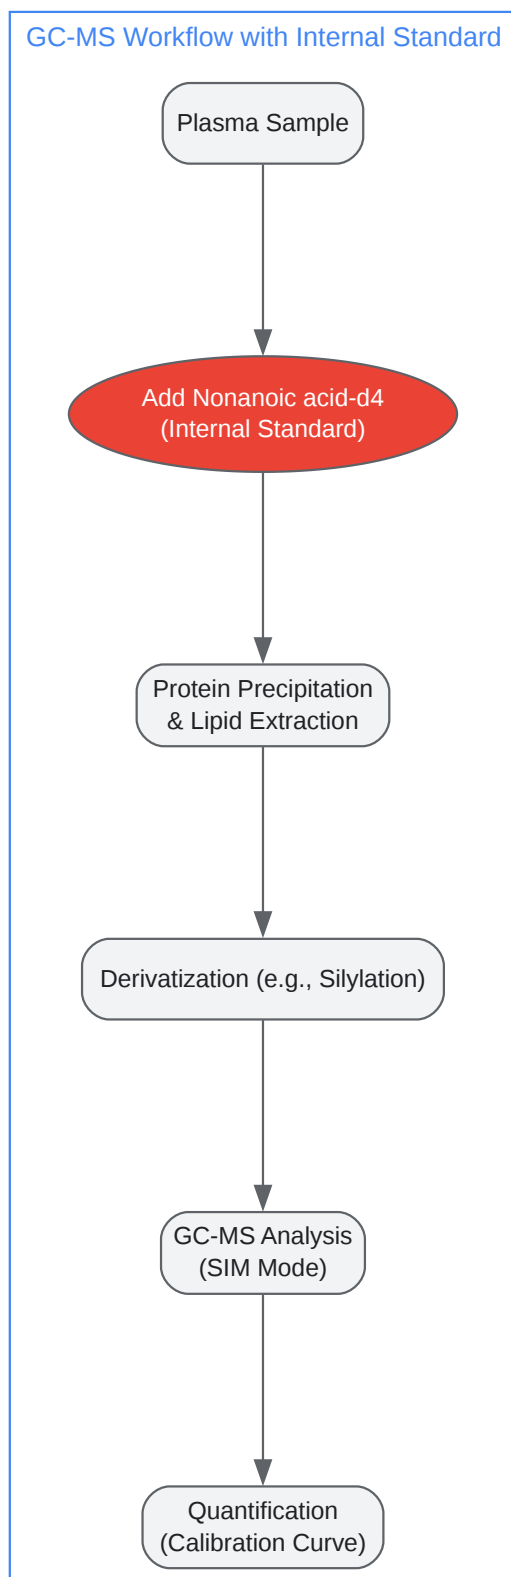 GC-MS Workflow with Internal Standard
Plasma Sample
Add Nonanoic acid-d4
(Internal Standard)
Protein Precipitation
& Lipid Extraction
Derivatization (e.g., Silylation)
GC-MS Analysis
(SIM Mode)
Quantification
(Calibration Curve)